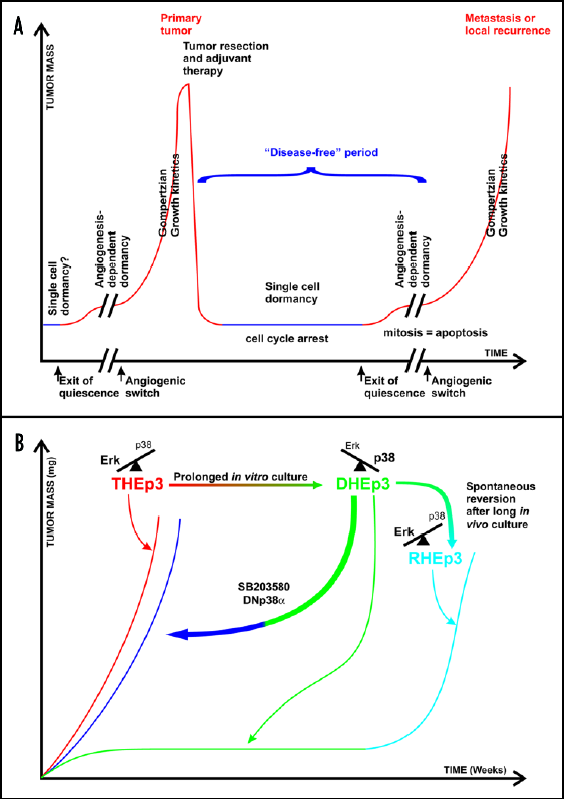 A
Primary
tumor
Metastasis or
local recurrence
Tumor resection
and adjuvant
therapy
TUMOR MASS
"Disease-free" period
Single cell
dormancy?
Angiogenesis-
dependent
dormancy
Gompertzian
Growth kinetics
Single cell
dormancy
Angiogenesis-
dependent
dormancy
Gompertzian
Growth kinetics
cell cycle arrest
mitosis = apoptosis
TIME
Exit of
quiescence
Angiogenic
switch
Exit of
quiescence
Angiogenic
switch
B
TUMOR MASS (mg)
Erk
p38
THEp3
Prolonged in vitro culture
Erk
p38
DHEp3
Spontaneous
reversion
after long in
vivo culture
Erk
p38
RHEp3
SB203580
DNp38α
TIME (Weeks)